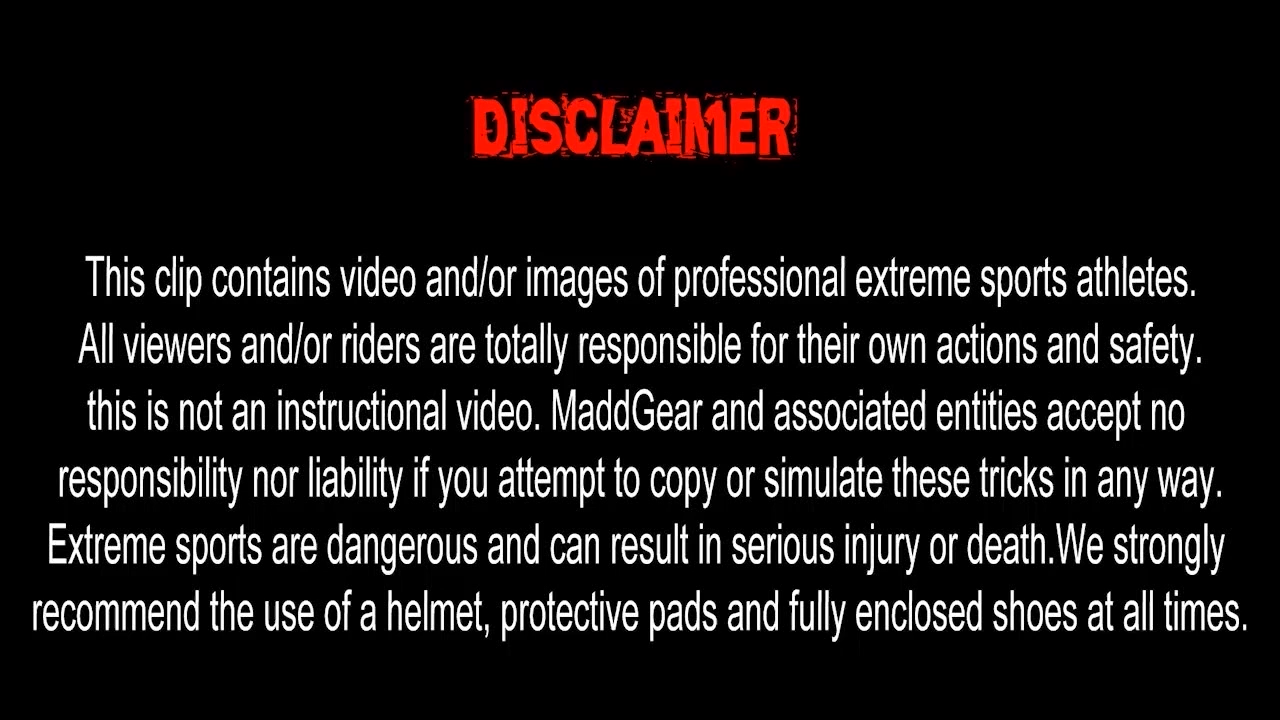 DISCLAIMER
This clip contains video and/or images of professional extreme sports athletes.
All viewers and/or riders are totally responsible for their own actions and safety.
this is not an instructional video. MaddGear and associated entities accept no
responsibility nor liability if you attempt to copy or simulate these tricks in any way.
Extreme sports are dangerous and can result in serious injury or death.We strongly
recommend the use of a helmet, protective pads and fully enclosed shoes at all times.